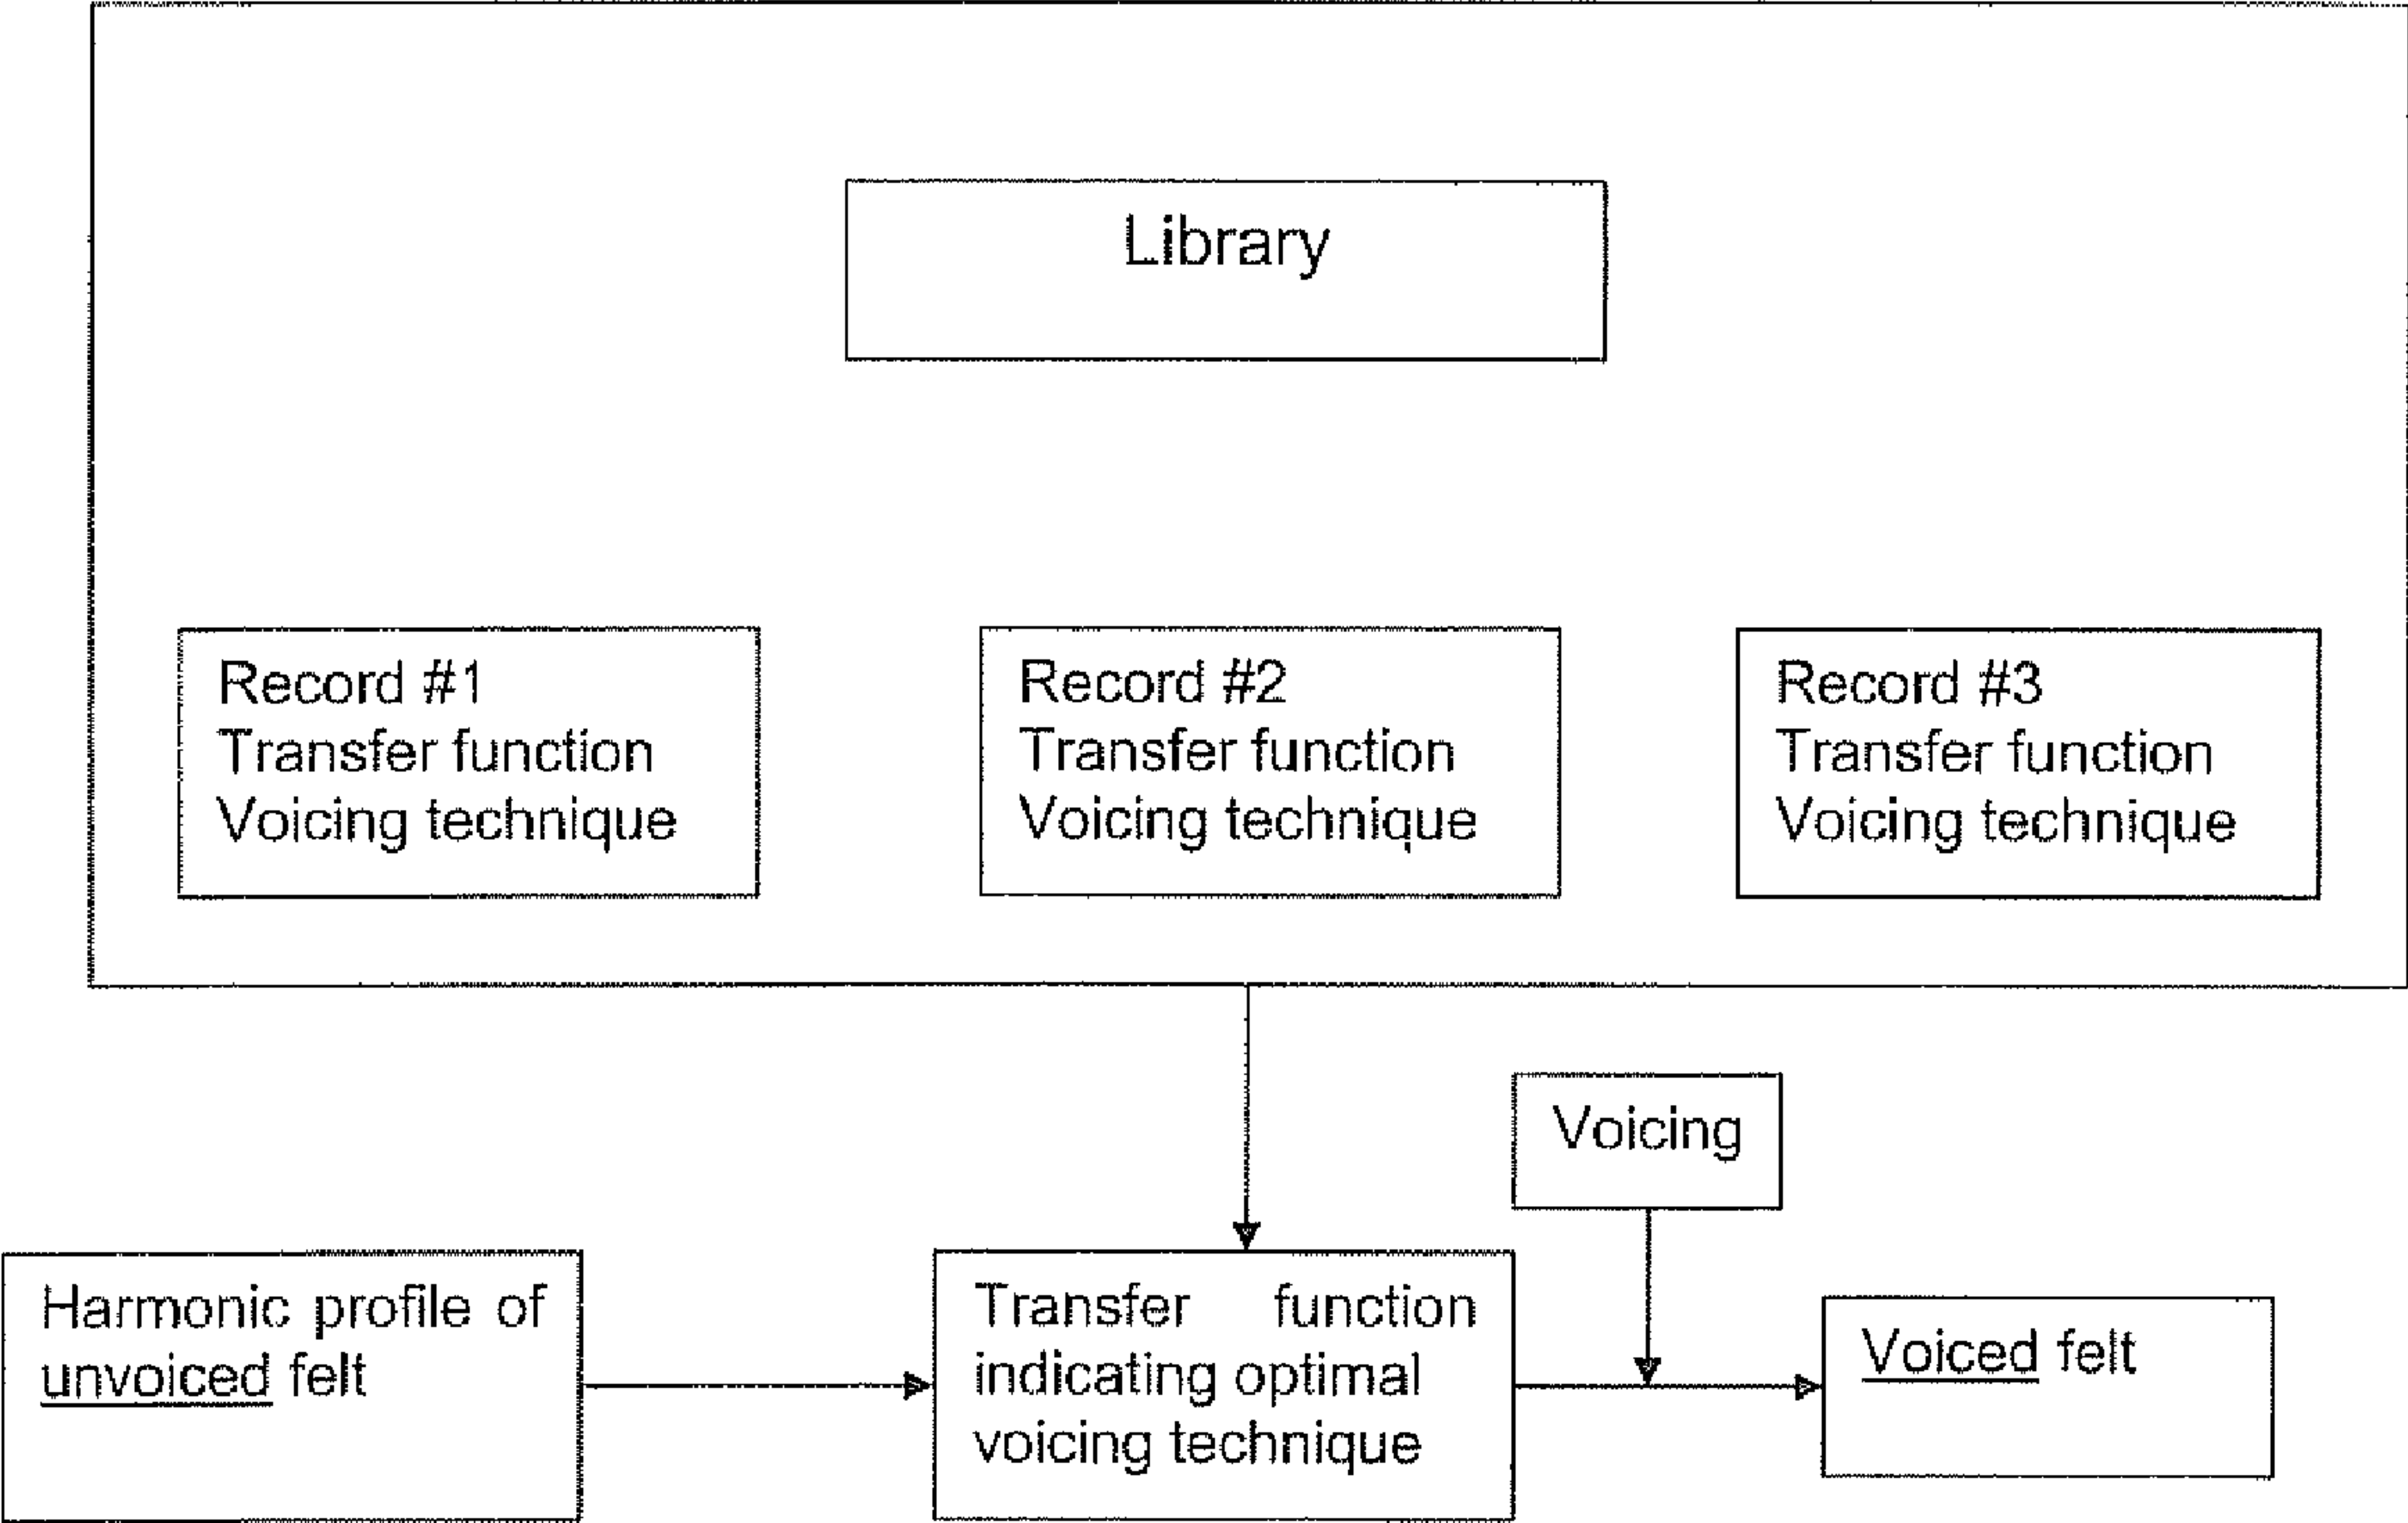 Library
Record #1
Transfer function
Voicing technique
Record #2
Transfer function
Voicing technique
Record #3
Transfer function
Voicing technique
Voicing
Harmonic profile of
unvoiced felt
Transfer function
indicating optimal
voicing technique
Voiced felt